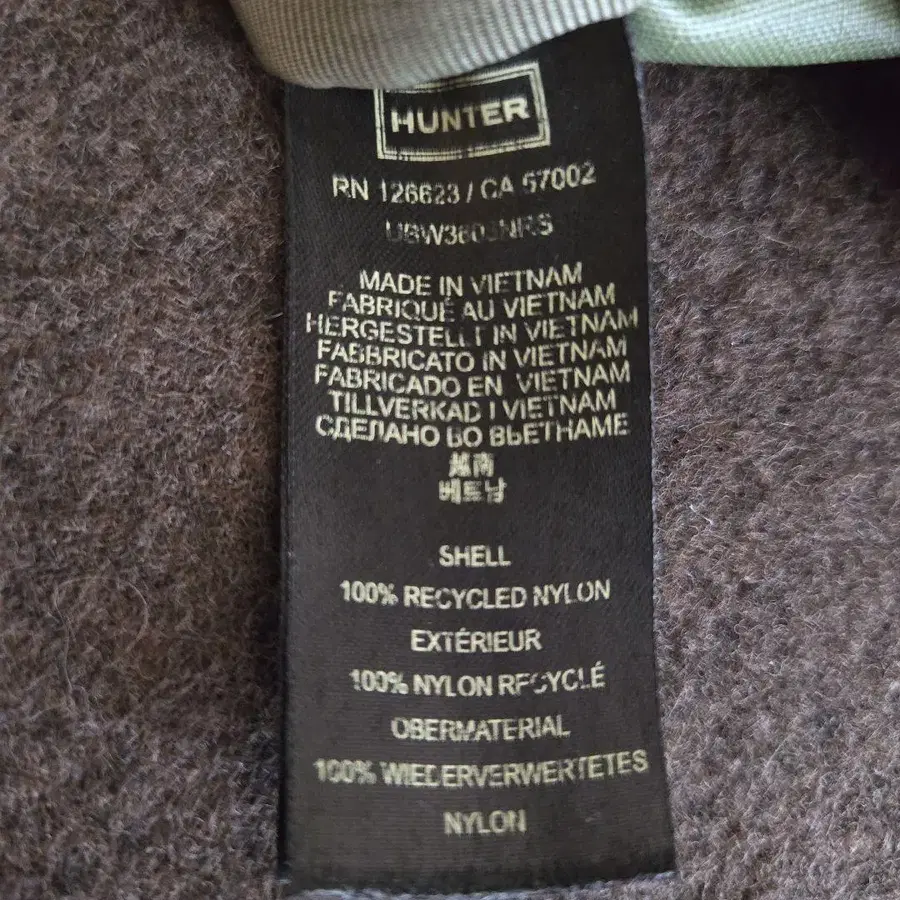 HUNTER
RN 126623 / CA 57002
MADE IN VIETNAM
FABRIQUÉ AU VIETNAM
HERGESTELLT IN VIETNAM
FABBRICATO IN VIETNAM
FABRICADO EN VIETNAM
TILLVERKAD I VIETNAM
СДЕЛАНО ВО ВЬЕТНАМЕ
越南
베트남
SHELL
100% RECYCLED NYLON
EXTÉRIEUR
100% NYLON RECYCLÉ
OBERMATERIAL
100% WIEDERVERWERTETES
NYLON